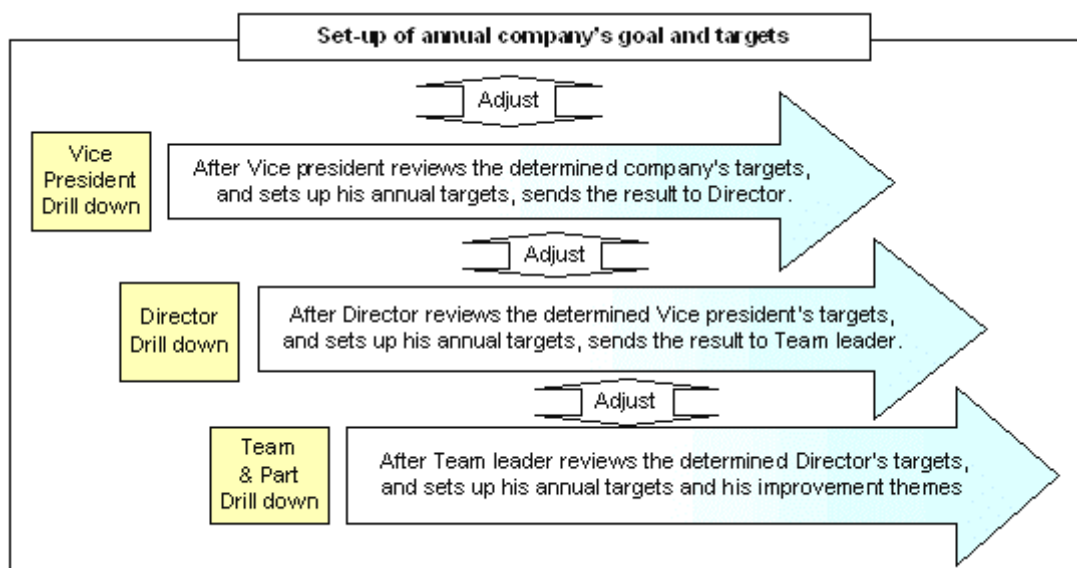 Set-up of annual company's goal and targets
Adjust
Vice
President
Drill down
After Vice president reviews the determined company's targets,
and sets up his annual targets, sends the result to Director.
Adjust
Director
Drill down
After Director reviews the determined Vice president's targets,
and sets up his annual targets, sends the result to Team leader.
Adjust
Team
& Part
Drill down
After Team leader reviews the determined Director's targets,
and sets up his annual targets and his improvement themes